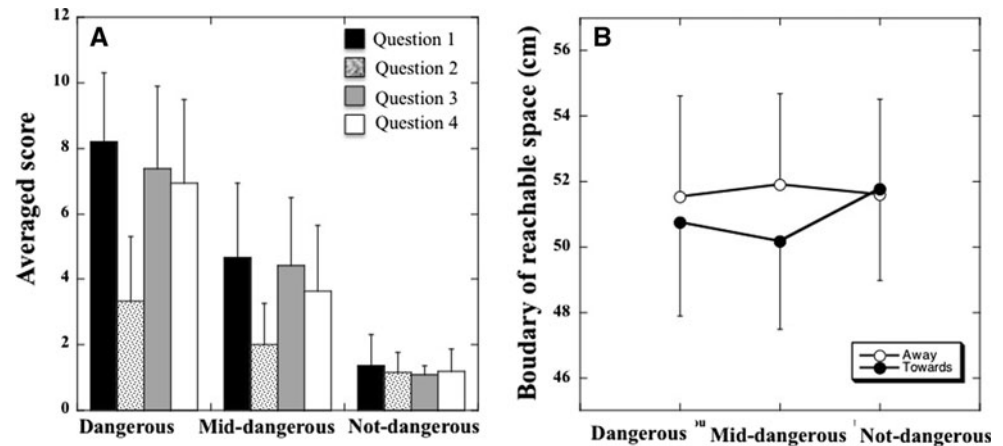 A
Question 1
Question 2
Question 3
Question 4
Averaged score
12
10
8
6
4
2
0
Dangerous Mid-dangerous Not-dangerous
B
Boudary of reachable space (cm)
56
54
52
50
48
46
Away
Towards
Dangerous Mid-dangerous Not-dangerous